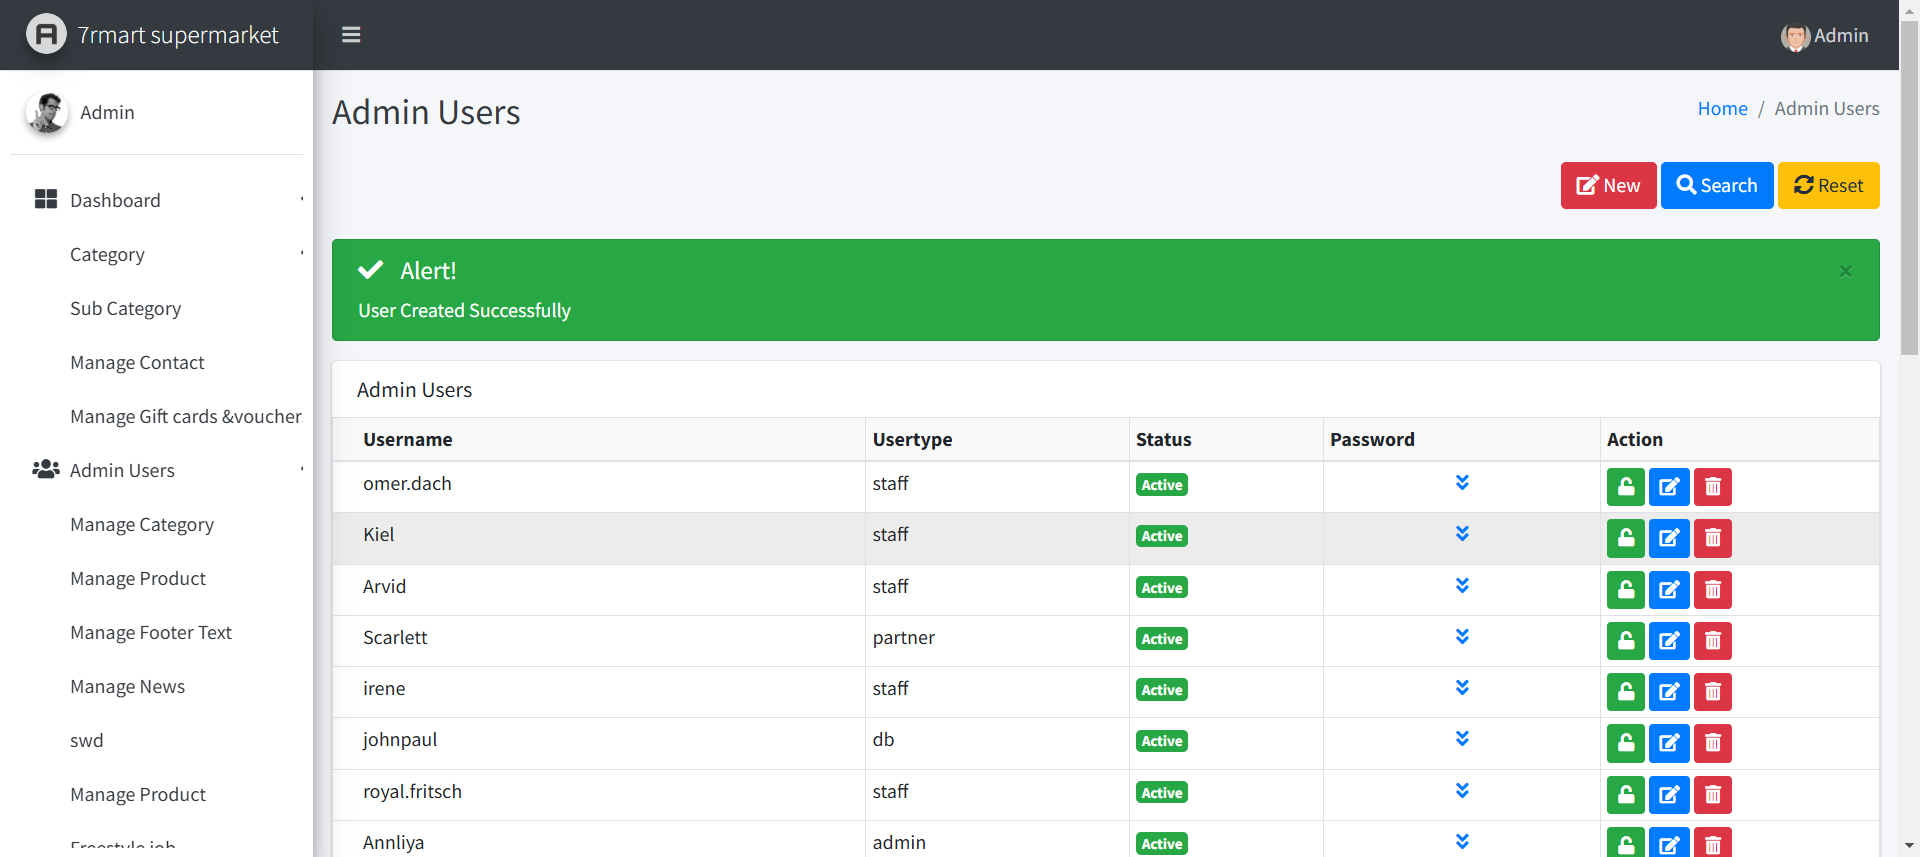 7rmart supermarket
Admin
Admin
Dashboard
Category
Sub Category
Manage Contact
Manage Gift cards &voucher
Admin Users
Manage Category
Manage Product
Manage Footer Text
Manage News
swd
Manage Product
Freestyle job
Admin Users
Home / Admin Users
New Search Reset
Alert!
×
User Created Successfully
Admin Users
Username Usertype Status Password Action
omer.dach staff Active
Kiel staff Active
Arvid staff Active
Scarlett partner Active
irene staff Active
johnpaul db Active
royal.fritsch staff Active
Annliya admin Active